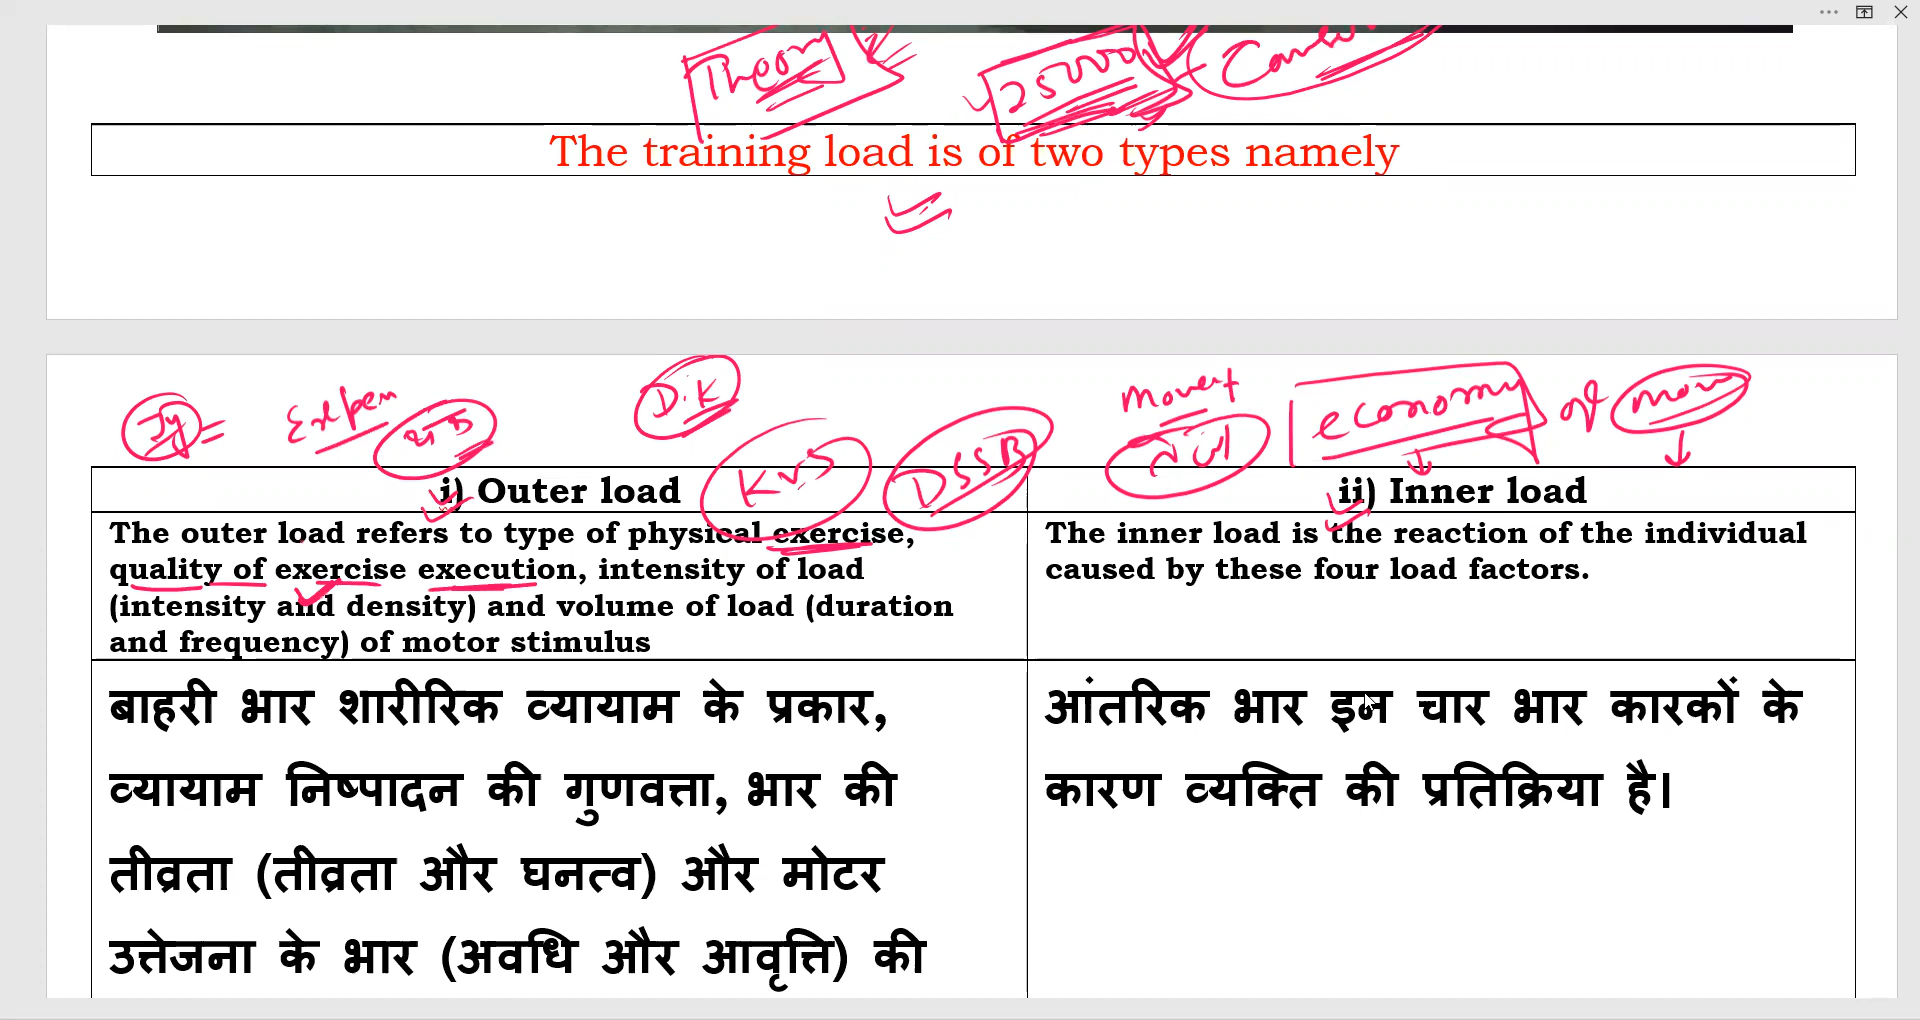 Theory 25000 
The training load is of two types namely
D.K
economy of
KVS DSSB
i) Outer load
ii) Inner load
The outer load refers to type of physical exercise,
quality of exercise execution, intensity of load
(intensity and density) and volume of load (duration
and frequency) of motor stimulus
The inner load is the reaction of the individual
caused by these four load factors.
बाहरी भार शारीरिक व्यायाम के प्रकार,
व्यायाम निष्पादन की गुणवत्ता, भार की
तीव्रता (तीव्रता और घनत्व) और मोटर
उत्तेजना के भार (अवधि और आवृत्ति) की
आंतरिक भार इन चार भार कारकों के
कारण व्यक्ति की प्रतिक्रिया है।